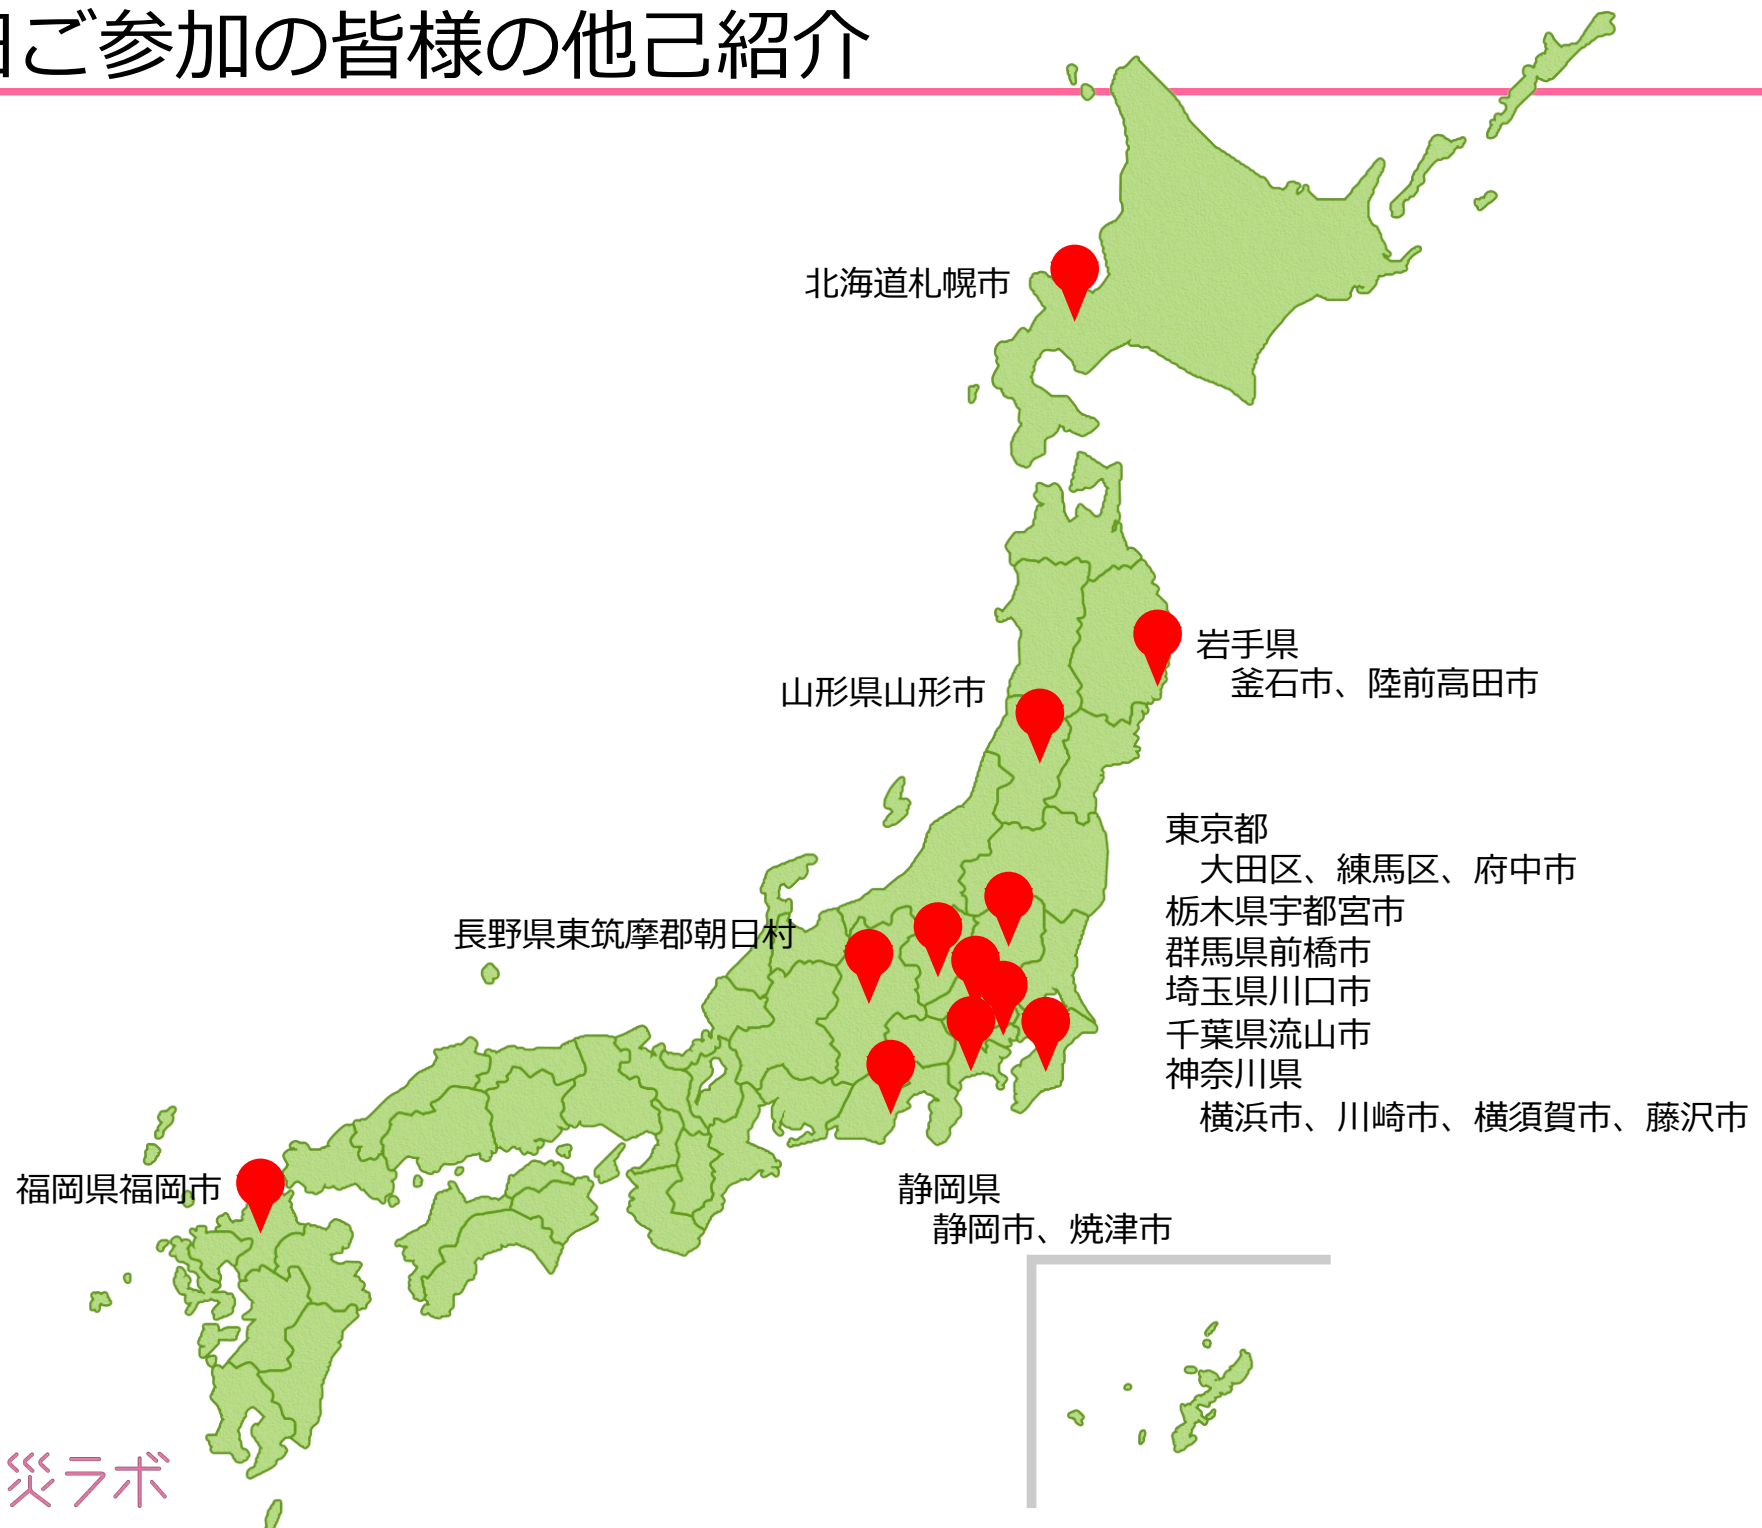 ご参加の皆様の他己紹介
北海道札幌市
岩手県
釜石市、陸前高田市
山形県山形市
東京都
大田区、練馬区、府中市
栃木県宇都宮市
群馬県前橋市
埼玉県川口市
千葉県流山市
神奈川県
横浜市、川崎市、横須賀市、藤沢市
長野県東筑摩郡朝日村
静岡県
静岡市、焼津市
福岡県福岡市
災ラボ